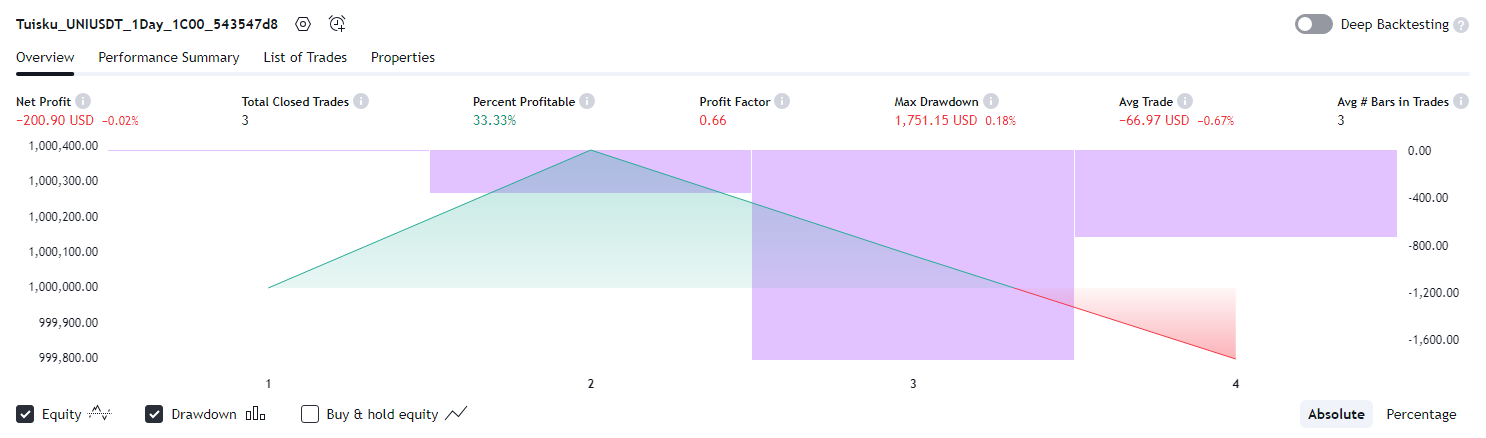 Tuisku_UNIUSDT_1Day_1C00_543547d8 Deep Backtesting ?
Overview Performance Summary List of Trades Properties
Net Profit Total Closed Trades Percent Profitable Profit Factor Max Drawdown Avg Trade Avg # Bars in Trades
−200.90 USD −0.02% 3 33.33% 0.66 1,751.15 USD 0.18% −66.97 USD −0.67% 3
1,000,400.00 0.00
1,000,300.00
-400.00
1,000,200.00
-800.00
1,000,100.00
1,000,000.00
-1,200.00
999,900.00
-1,600.00
999,800.00
1 2 3 4
Equity Drawdown Buy & hold equity Absolute Percentage